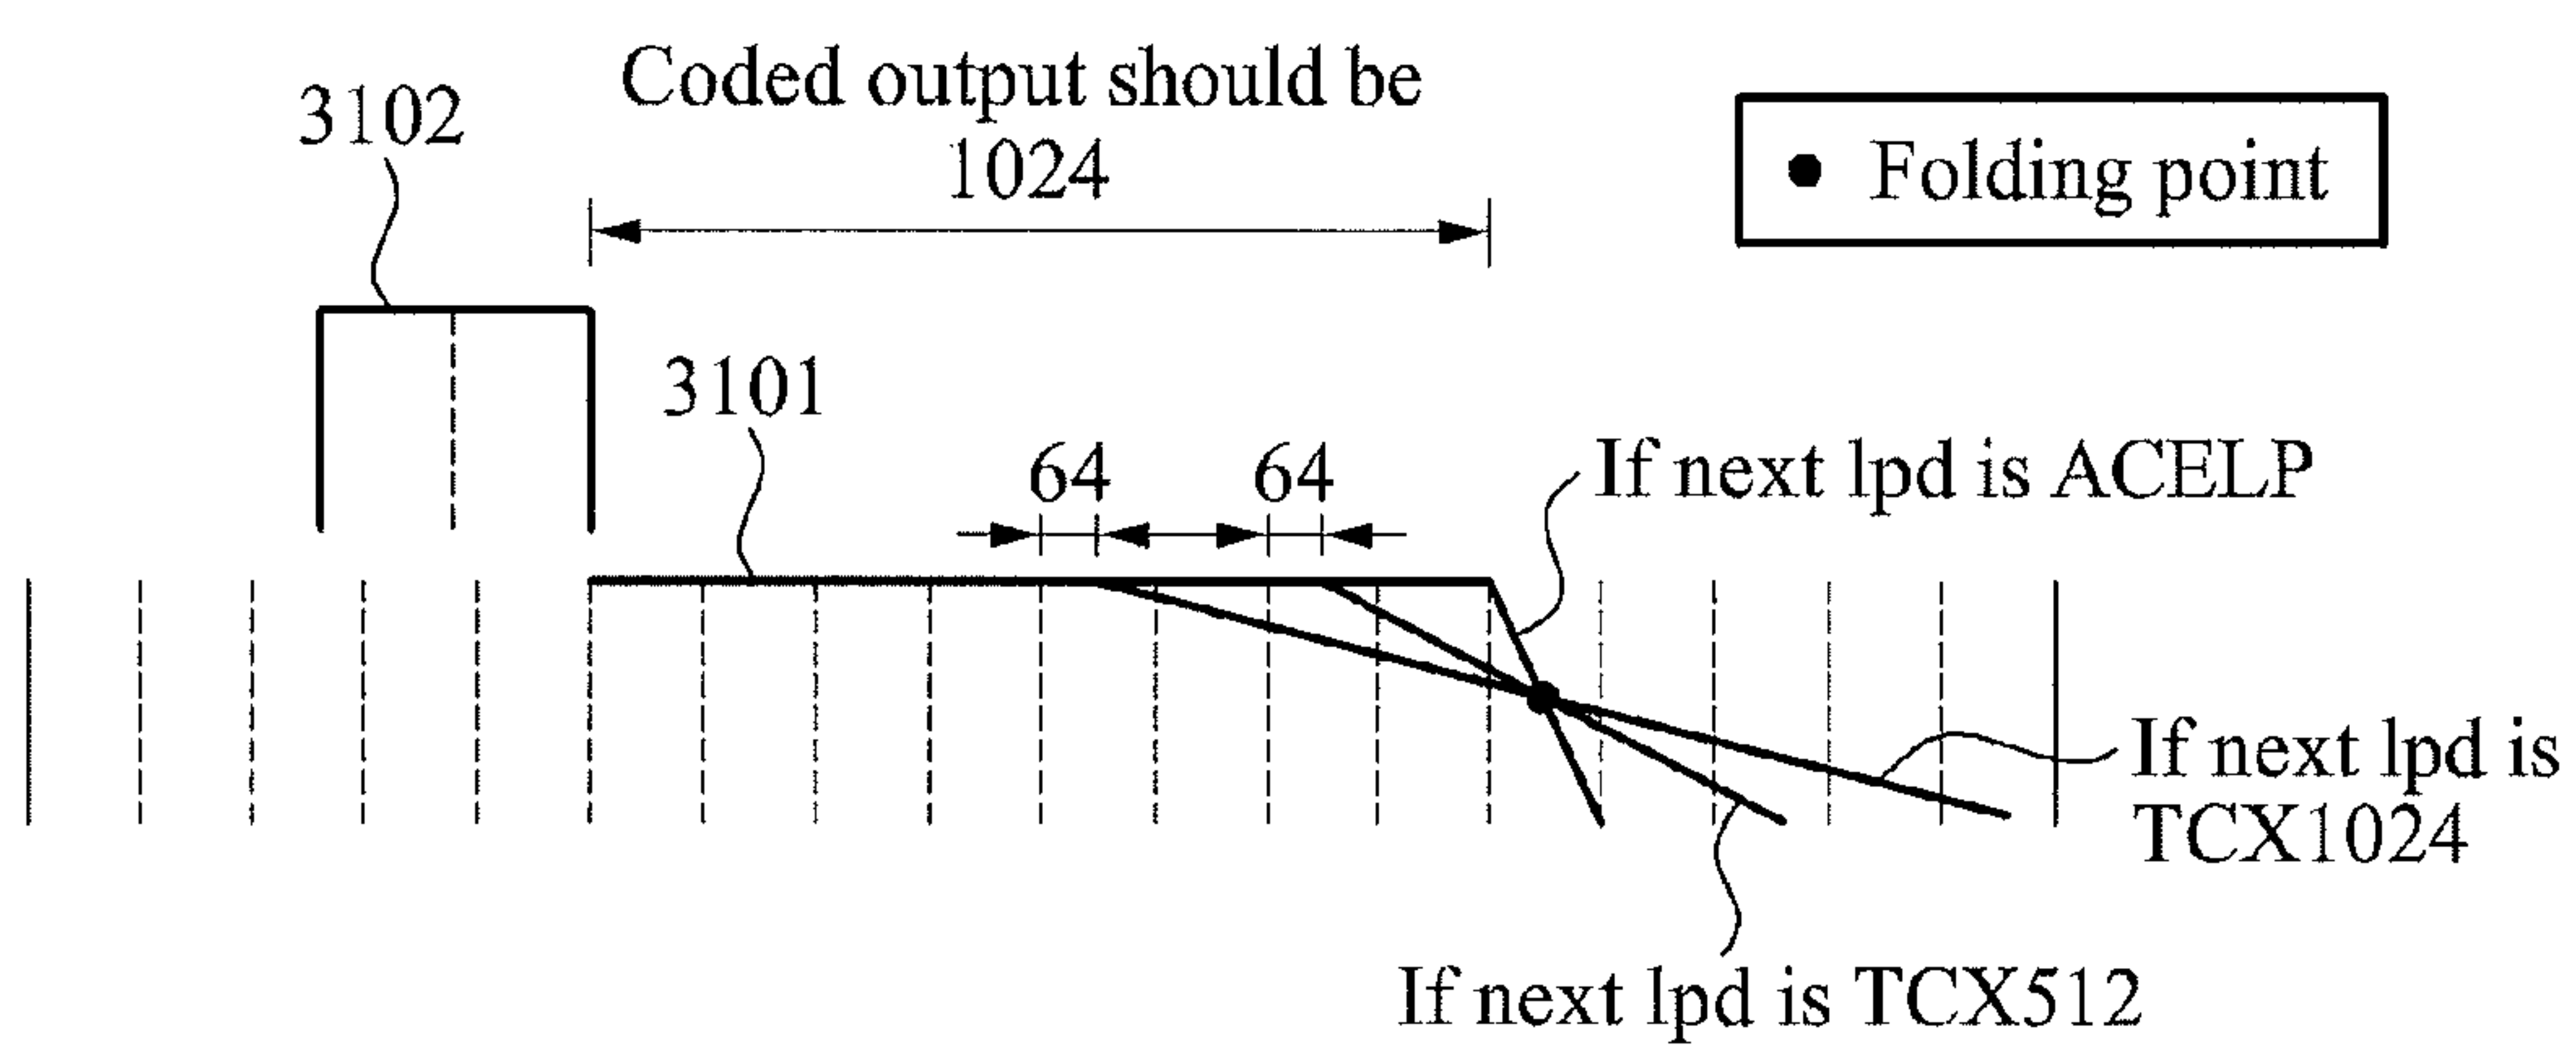 Coded output should be
1024
3102
Folding point
3101
64
64
If next lpd is ACELP
If next lpd is
TCX1024
If next lpd is TCX512